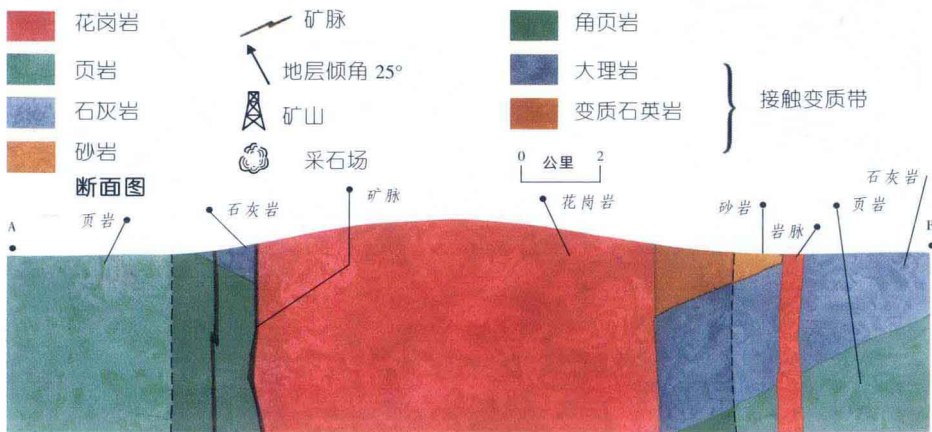 花岗岩
页岩
石灰岩
砂岩
矿脉
地层倾角 25°
矿山
采石场
角页岩
大理岩
变质石英岩
接触变质带
0 公里 2
断面图
A
页岩
石灰岩
矿脉
花岗岩
砂岩
岩脉
页岩
石灰岩